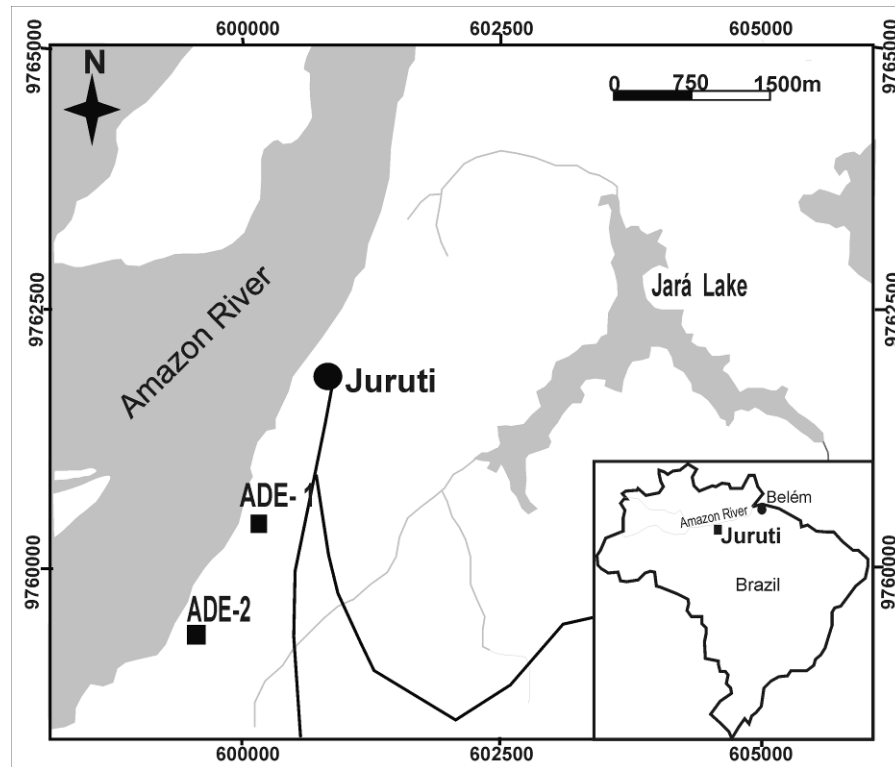 600000
602500
605000
9765000
9765000
N
0 750 1500m
Jará Lake
9762500
9762500
Amazon River
Juruti
ADE- 1
Belém
Amazon River
Juruti
9760000
9760000
Brazil
ADE-2
600000
602500
605000